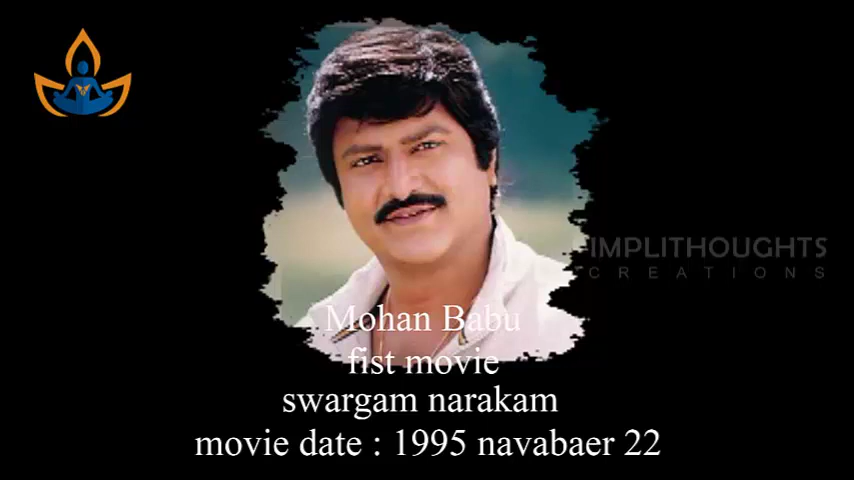 IMPLITHOUGHTS
CREATIONS
Mohan Babu
fist movie
swargam narakam
movie date : 1995 navabaer 22